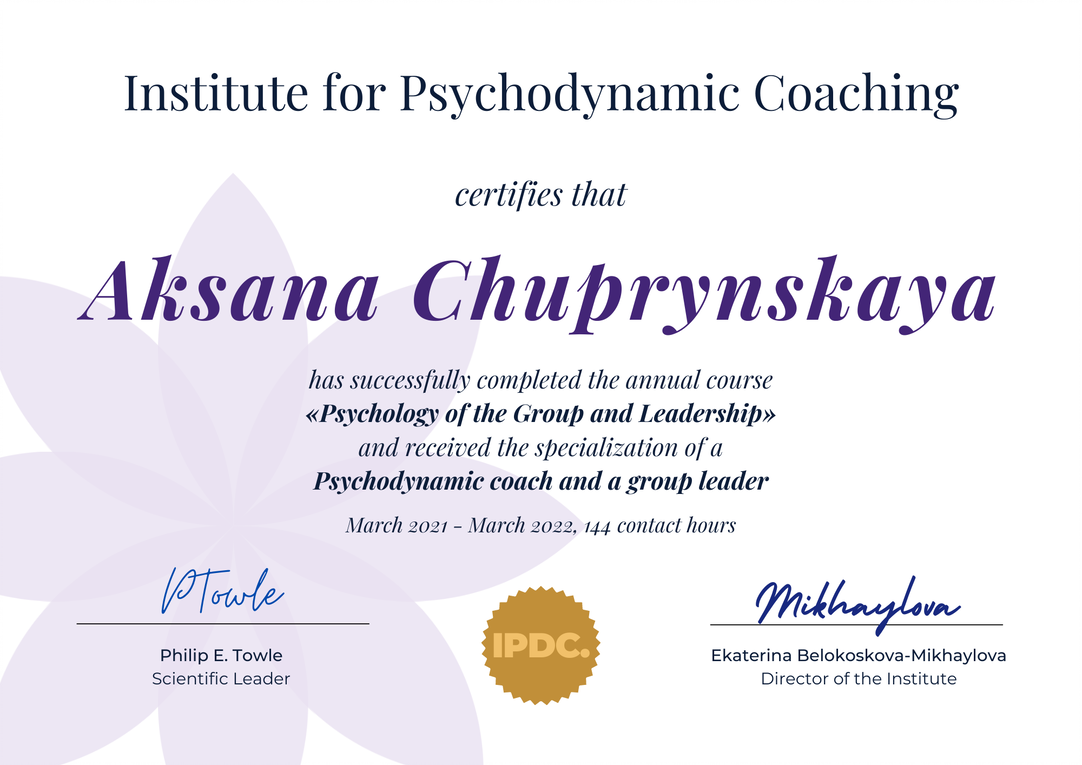 Institute for Psychodynamic Coaching
certifies that
Aksana Chuprynskaya
has successfully completed the annual course
«Psychology of the Group and Leadership»
and received the specialization of a
Psychodynamic coach and a group leader
March 2021 - March 2022, 144 contact hours
PTowle
Mikhaylova
IPDC.
Philip E. Towle
Scientific Leader
Ekaterina Belokoskova-Mikhaylova
Director of the Institute